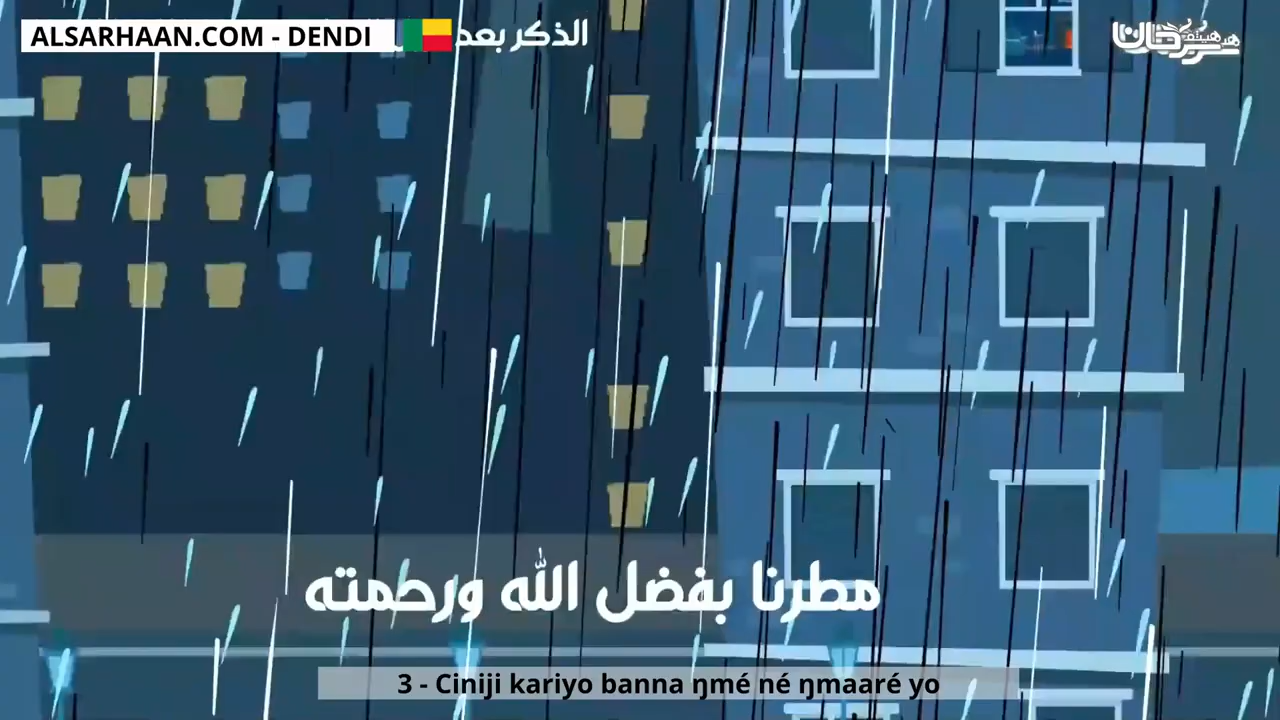 ALSARHAAN.COM - DENDI
الذكر بعد
مطرنا بفضل الله ورحمته
3 - Ciniji kariyo banna ŋmé né ŋmaaré yo